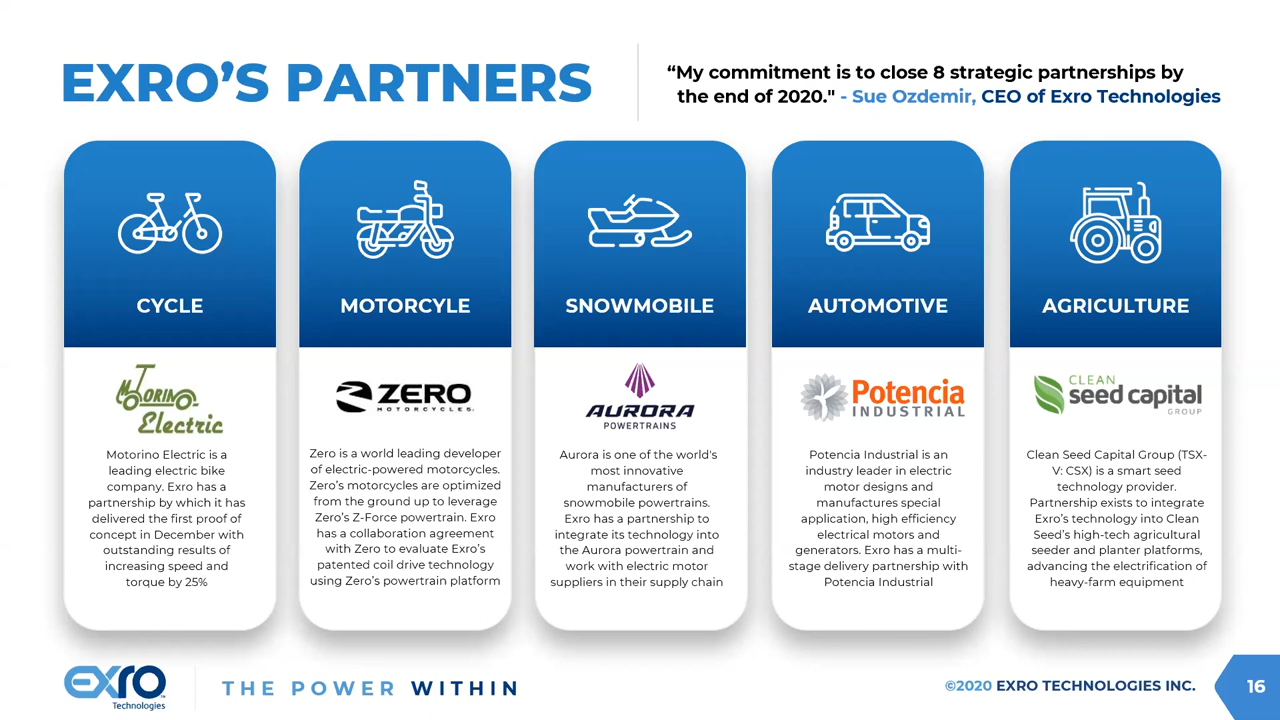 EXRO’S PARTNERS
“My commitment is to close 8 strategic partnerships by
the end of 2020." - Sue Ozdemir, CEO of Exro Technologies
CYCLE
MOTORCYLE
SNOWMOBILE
AUTOMOTIVE
AGRICULTURE
MOTORINO
Electric
ZERO
MOTORCYCLES
AURORA
POWERTRAINS
Potencia
INDUSTRIAL
CLEAN
seed capital
GROUP
Motorino Electric is a
leading electric bike
company. Exro has a
partnership by which it has
delivered the first proof of
concept in December with
outstanding results of
increasing speed and
torque by 25%
Zero is a world leading developer
of electric-powered motorcycles.
Zero’s motorcycles are optimized
from the ground up to leverage
Zero’s Z-Force powertrain. Exro
has a collaboration agreement
with Zero to evaluate Exro’s
patented coil drive technology
using Zero’s powertrain platform
Aurora is one of the world's
most innovative
manufacturers of
snowmobile powertrains.
Exro has a partnership to
integrate its technology into
the Aurora powertrain and
work with electric motor
suppliers in their supply chain
Potencia Industrial is an
industry leader in electric
motor designs and
manufactures special
application, high efficiency
electrical motors and
generators. Exro has a multi-
stage delivery partnership with
Potencia Industrial
Clean Seed Capital Group (TSX-
V: CSX) is a smart seed
technology provider.
Partnership exists to integrate
Exro’s technology into Clean
Seed’s high-tech agricultural
seeder and planter platforms,
advancing the electrification of
heavy-farm equipment
exro
Technologies
THE POWER WITHIN
©2020 EXRO TECHNOLOGIES INC.
16